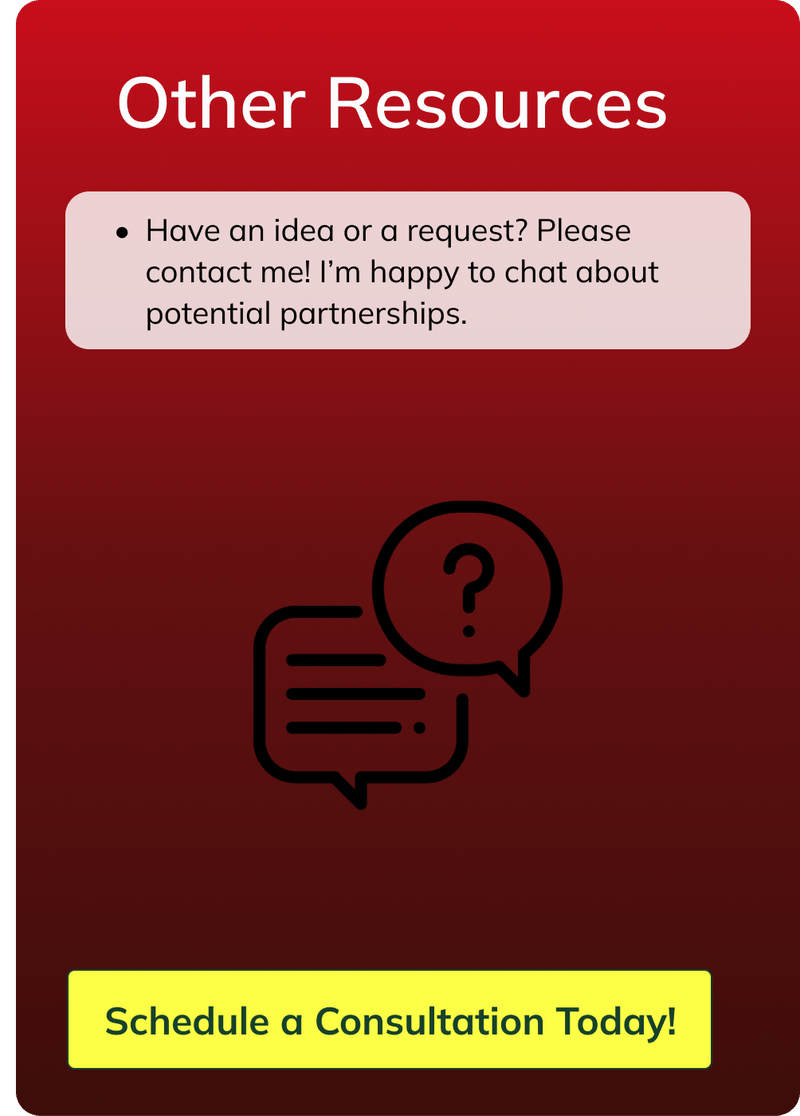 Other Resources
• Have an idea or a request? Please
contact me! I’m happy to chat about
potential partnerships.
?
Schedule a Consultation Today!